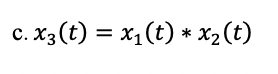 c. x₃(t) = x₁(t) * x₂(t)